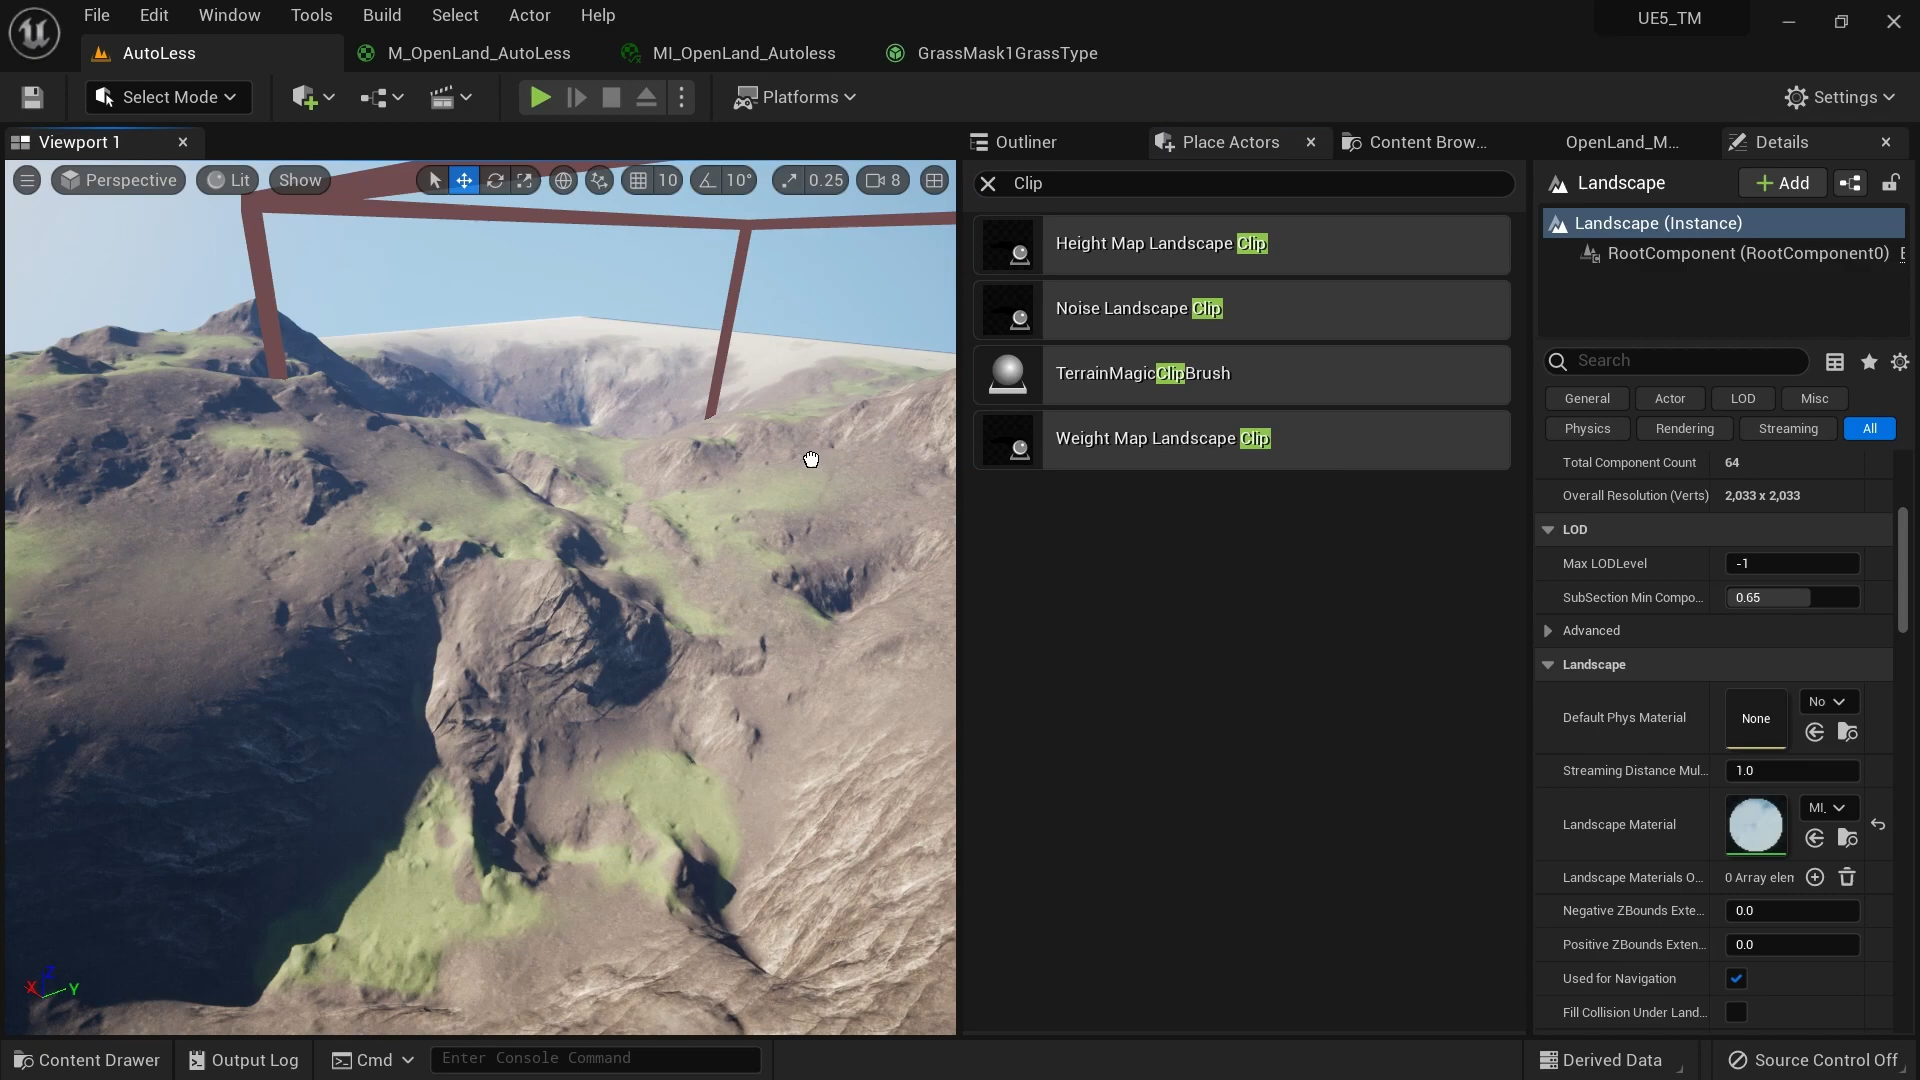 File Edit Window Tools Build Select Actor Help
UE5_TM
AutoLess
M_OpenLand_AutoLess
MI_OpenLand_Autoless
GrassMask1GrassType
Select Mode
Platforms
Settings
Viewport 1
Outliner
Place Actors
Content Brow...
OpenLand_M...
Details
Perspective
Lit
Show
10
10°
0.25
8
Clip
Height Map Landscape Clip
Noise Landscape Clip
TerrainMagicClipBrush
Weight Map Landscape Clip
Landscape
Add
Landscape (Instance)
RootComponent (RootComponent0)
Search
General Actor LOD Misc
Physics Rendering Streaming All
Total Component Count 64
Overall Resolution (Verts) 2,033 x 2,033
LOD
Max LODLevel -1
SubSection Min Compo... 0.65
Advanced
Landscape
Default Phys Material None No
Streaming Distance Mul... 1.0
Landscape Material MI.
Landscape Materials O... 0 Array elen
Negative ZBounds Exte... 0.0
Positive ZBounds Exten... 0.0
Used for Navigation
Fill Collision Under Land...
X Y Z
Content Drawer
Output Log
Cmd
Enter Console Command
Derived Data
Source Control Off